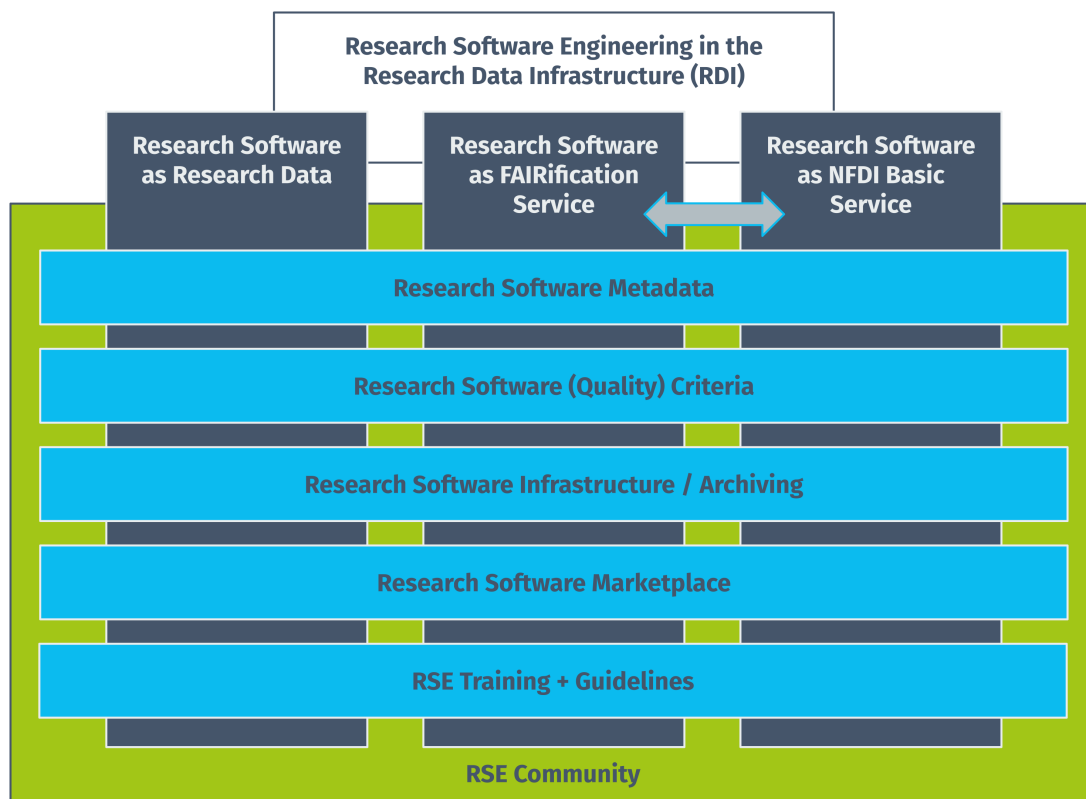 Research Software Engineering in the
Research Data Infrastructure (RDI)
Research Software
as Research Data
Research Software
as FAIRification
Service
Research Software
as NFDI Basic
Service
Research Software Metadata
Research Software (Quality) Criteria
Research Software Infrastructure / Archiving
Research Software Marketplace
RSE Training + Guidelines
RSE Community